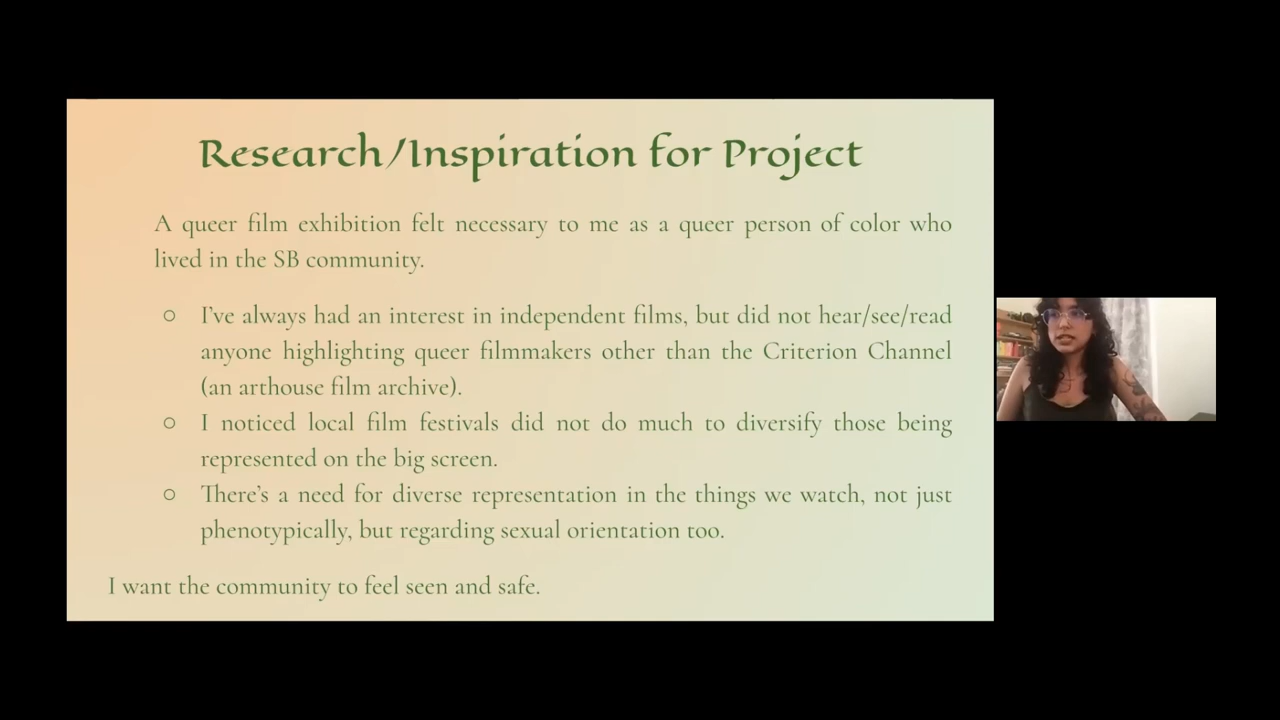 Research/Inspiration for Project
A queer film exhibition felt necessary to me as a queer person of color who
lived in the SB community.
○ I've always had an interest in independent films, but did not hear/see/read
anyone highlighting queer filmmakers other than the Criterion Channel
(an arthouse film archive).
○ I noticed local film festivals did not do much to diversify those being
represented on the big screen.
○ There's a need for diverse representation in the things we watch, not just
phenotypically, but regarding sexual orientation too.
I want the community to feel seen and safe.